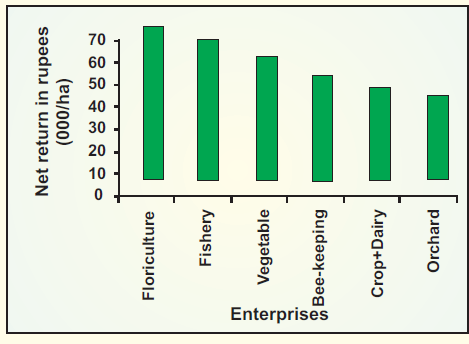 Net return in rupees
(000/ha)
70
60
50
40
30
20
10
0
Floriculture
Fishery
Vegetable
Bee-keeping
Crop+Dairy
Orchard
Enterprises